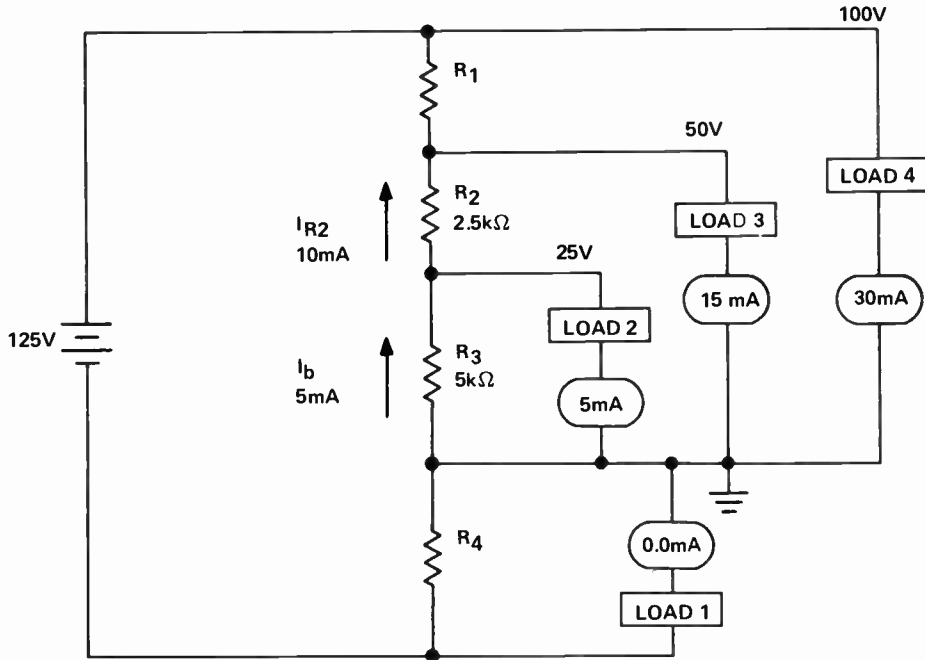 100V
R1
50V
LOAD 4
R2
2.5kΩ
IR2
10mA
LOAD 3
25V
15 mA
30mA
LOAD 2
125V
R3
5kΩ
Ib
5mA
5mA
R4
0.0mA
LOAD 1